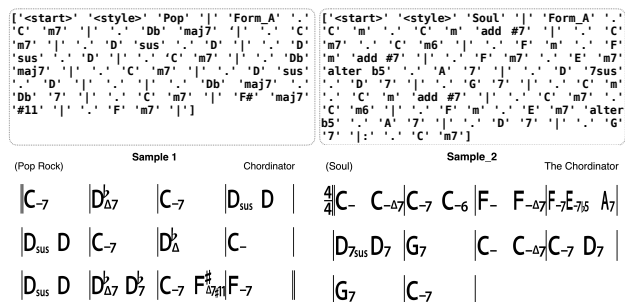 ['<start>' '<style>' 'Pop' '|' 'Form_A' '.'
'C' 'm7' '|' '.' 'Db' 'maj7' '|' '.' 'C'
'm7' '|' '.' 'D' 'sus' '.' 'D' '|' '.' 'D'
'sus' '.' 'D' '|' '.' 'C' 'm7' '|' '.' 'Db'
'maj7' '|' '.' 'C' 'm7' '|' '.' 'D' 'sus'
'.' 'D' '|' '.' '|' '.' 'Db' 'maj7' '.'
'Db' '7' '|' '.' 'C' 'm7' '|' 'F#' 'maj7'
'#11' '|' '.' 'F' 'm7' '|']
['<start>' '<style>' 'Soul' '|' 'Form_A' '.'
'C' 'm' '.' 'C' 'm' 'add #7' '|' '.' 'C'
'm7' '.' 'C' 'm6' '|' '.' 'F' 'm' '.' 'F'
'm' 'add #7' '|' '.' 'F' 'm7' '.' 'E' 'm7'
'alter b5' '.' 'A' '7' '|' '.' 'D' '7sus'
'.' 'D' '7' '|' '.' 'G' '7' '|' '.' 'C' 'm'
'.' 'C' 'm' 'add #7' '|' '.' 'C' 'm7' '.'
'C' 'm6' '|' '.' 'F' 'm' '.' 'E' 'm7' 'alter
b5' '.' 'A' '7' '|' '.' 'D' '7' '|' '.' 'G'
'7' '|:' '.' 'C' 'm7']
Sample 1
(Pop Rock) Chordinator
C-7 D♭Δ7 C-7 Dsus D
Dsus D C-7 D♭Δ C-
Dsus D D♭Δ7 D♭7 C-7 F♯Δ7♯11 F-7
Sample_2
(Soul) The Chordinator
4/4 C- C-Δ7 C-7 C-6 F- F-Δ7 F-7 E-7♭5 A7
D7sus D7 G7 C- C-Δ7 C-7 D7
G7 C-7